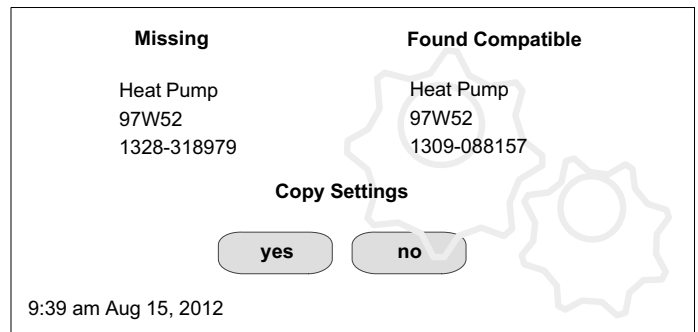 Missing
Found Compatible
Heat Pump
97W52
1328-318979
Heat Pump
97W52
1309-088157
Copy Settings
yes
no
9:39 am Aug 15, 2012